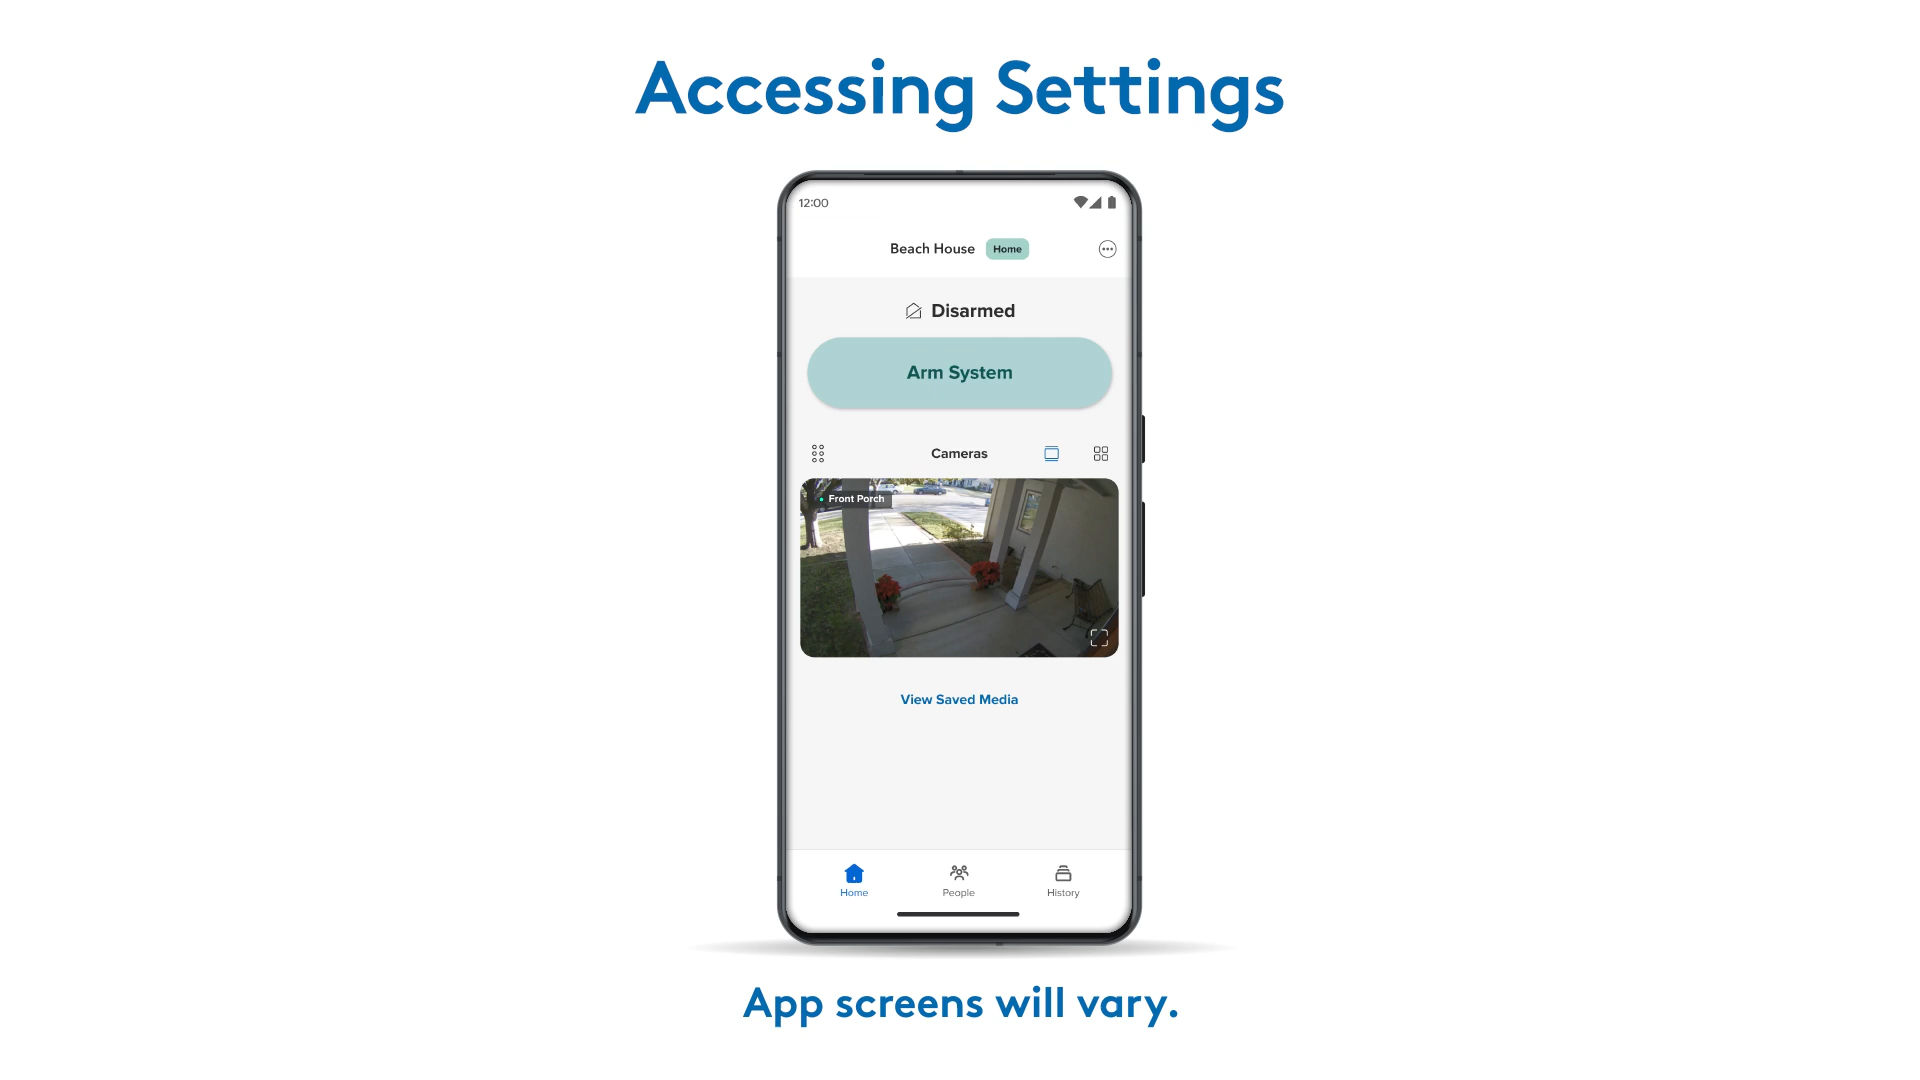 Accessing Settings
12:00
Beach House Home
Disarmed
Arm System
Cameras
Front Porch
View Saved Media
Home People History
App screens will vary.